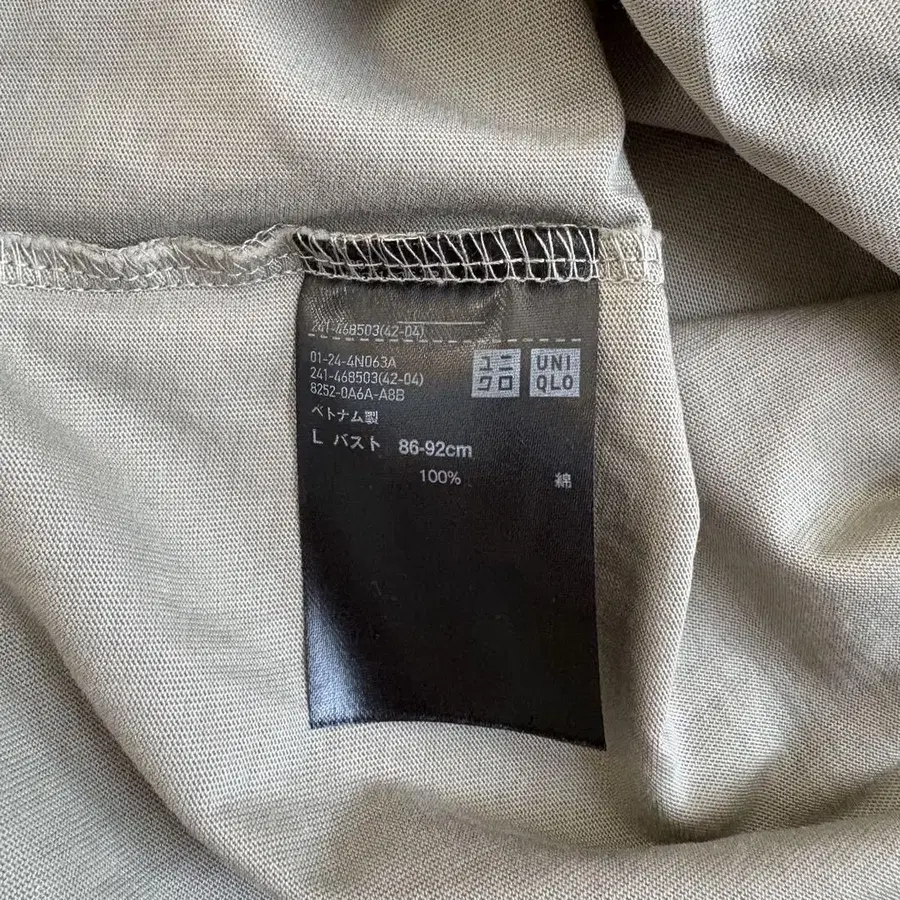 241-468503(42-04)
01-24-4N063A
241-468503(42-04)
8252-0A6A-A8B
ユニ
クロ
UNI
QLO
ベトナム製
L バスト 86-92cm
100% 綿